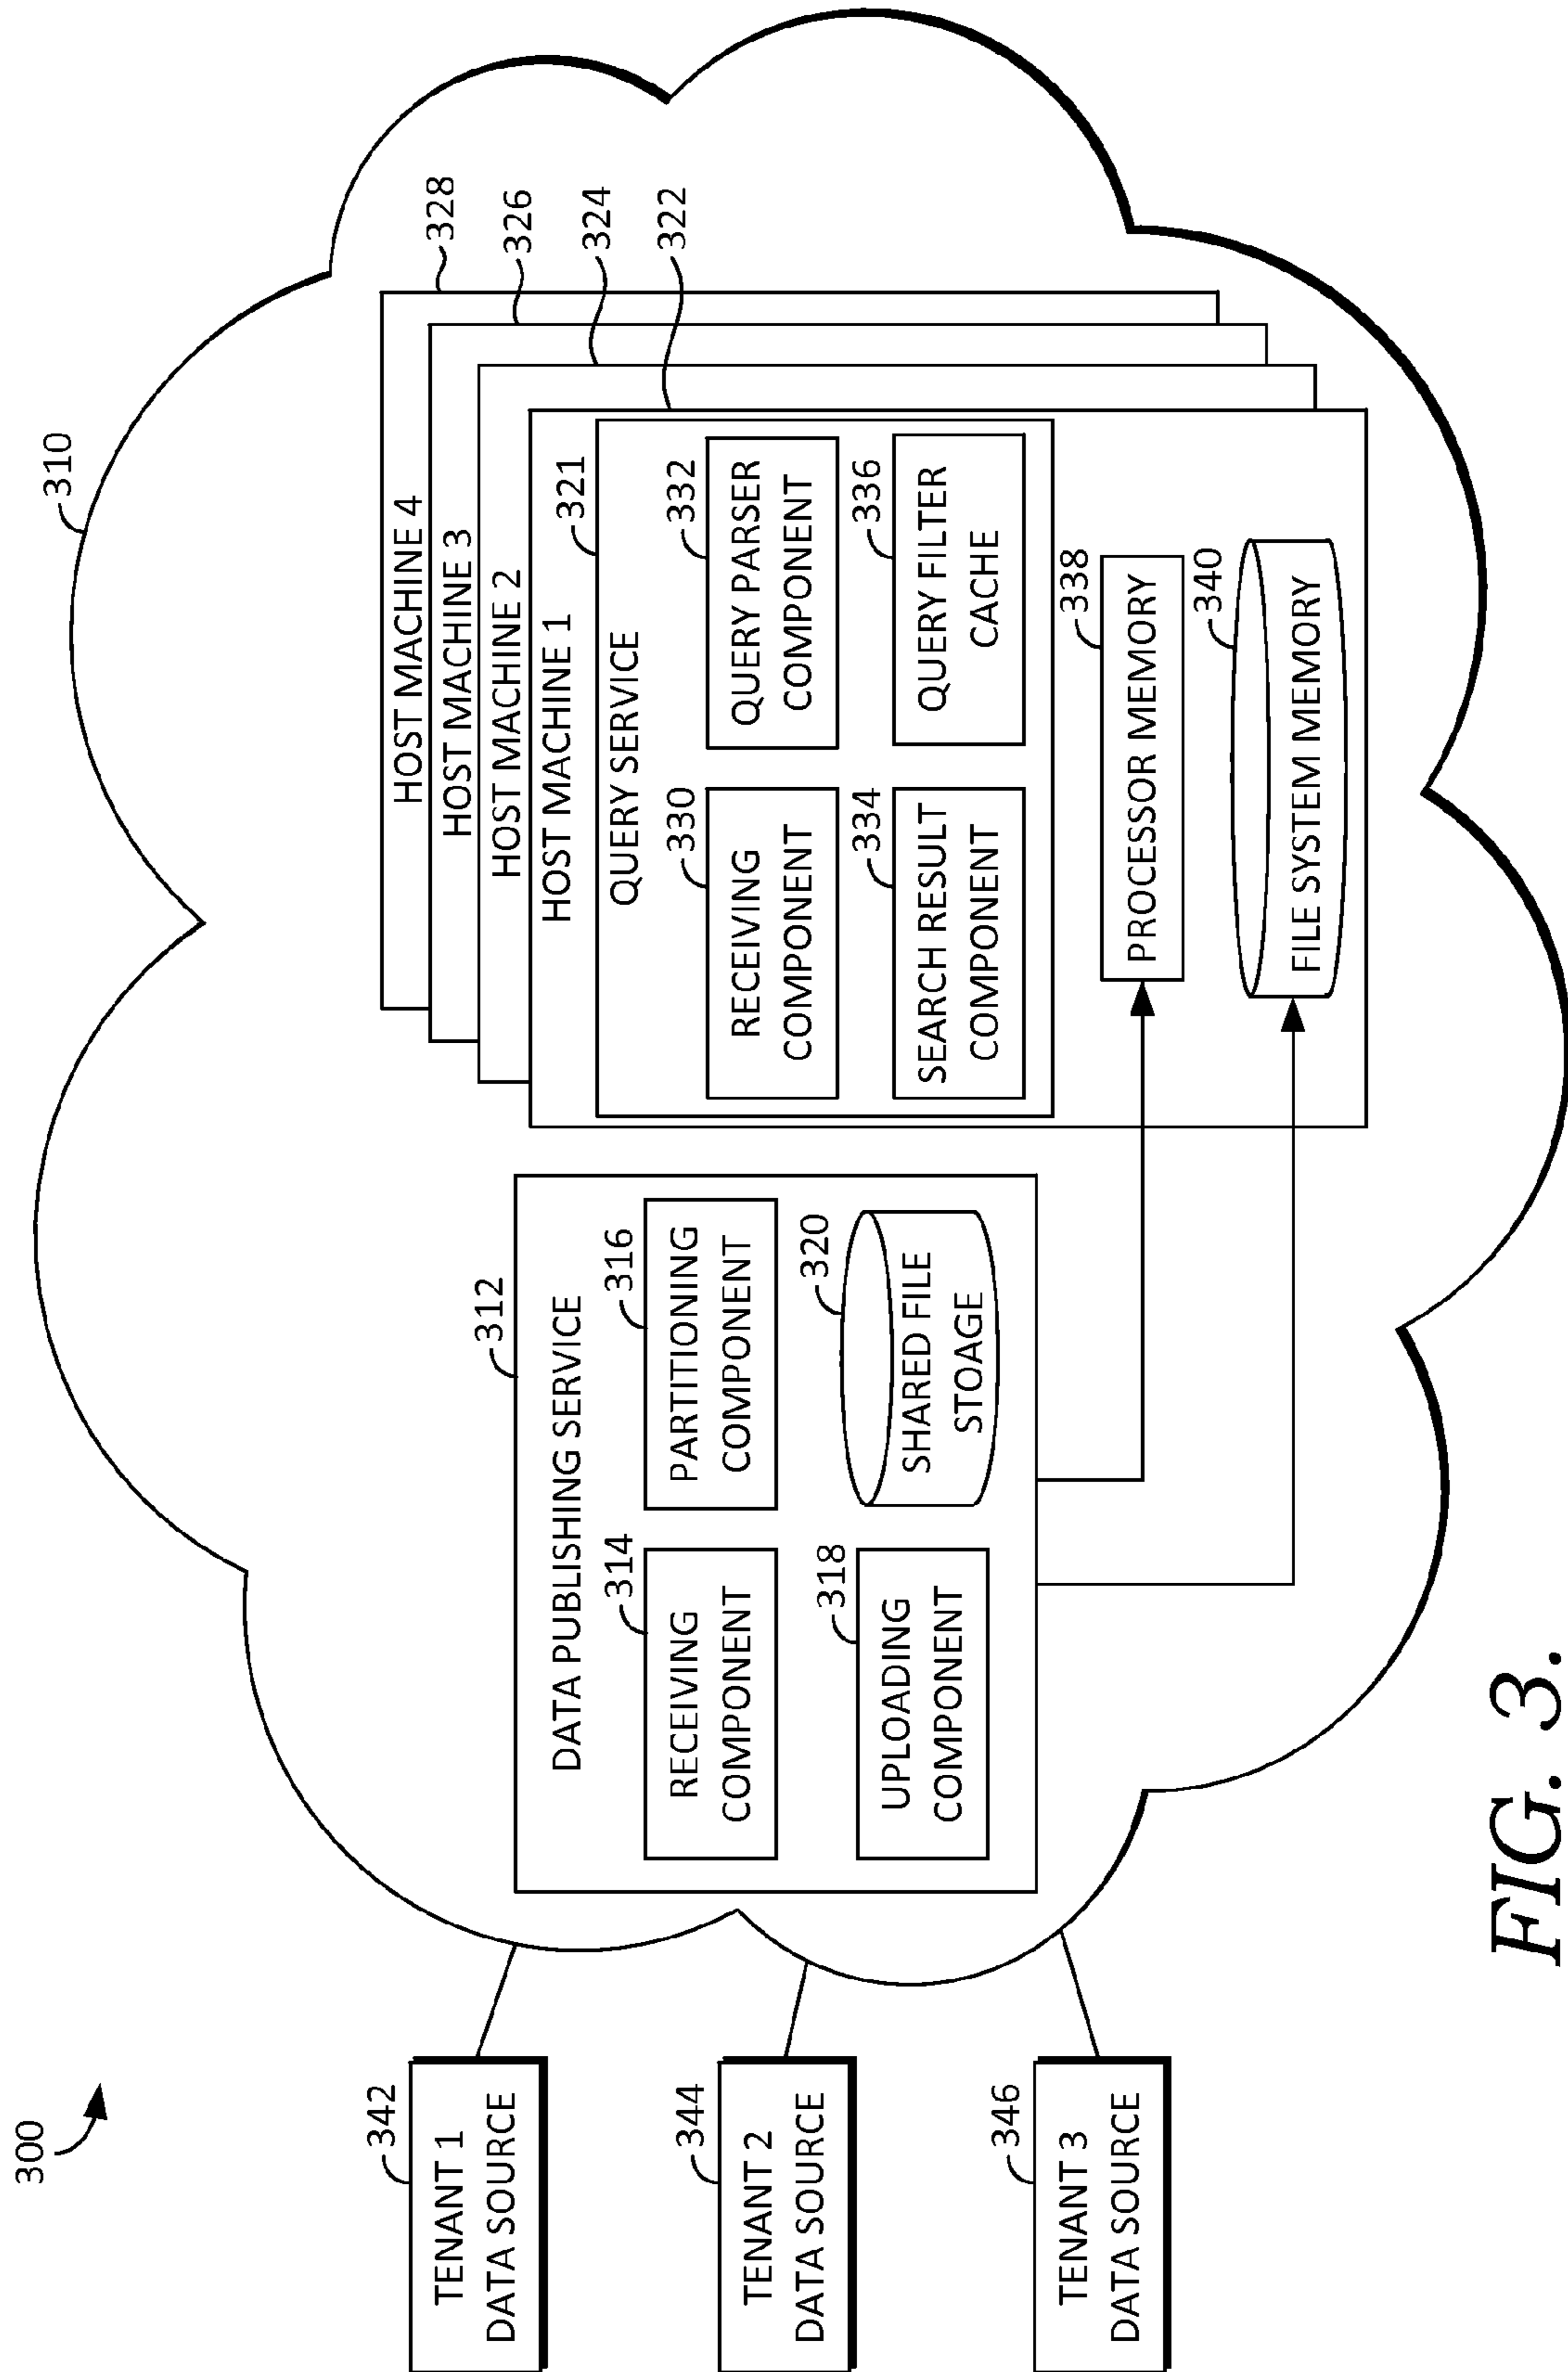 300
310
342
TENANT 1
DATA SOURCE
344
TENANT 2
DATA SOURCE
346
TENANT 3
DATA SOURCE
312
DATA PUBLISHING SERVICE
314
RECEIVING
COMPONENT
316
PARTITIONING
COMPONENT
318
UPLOADING
COMPONENT
320
SHARED FILE
STOAGE
328
326
324
322
HOST MACHINE 4
HOST MACHINE 3
HOST MACHINE 2
HOST MACHINE 1
321
QUERY SERVICE
330
RECEIVING
COMPONENT
332
QUERY PARSER
COMPONENT
334
SEARCH RESULT
COMPONENT
336
QUERY FILTER
CACHE
338
PROCESSOR MEMORY
340
FILE SYSTEM MEMORY
FIG. 3.